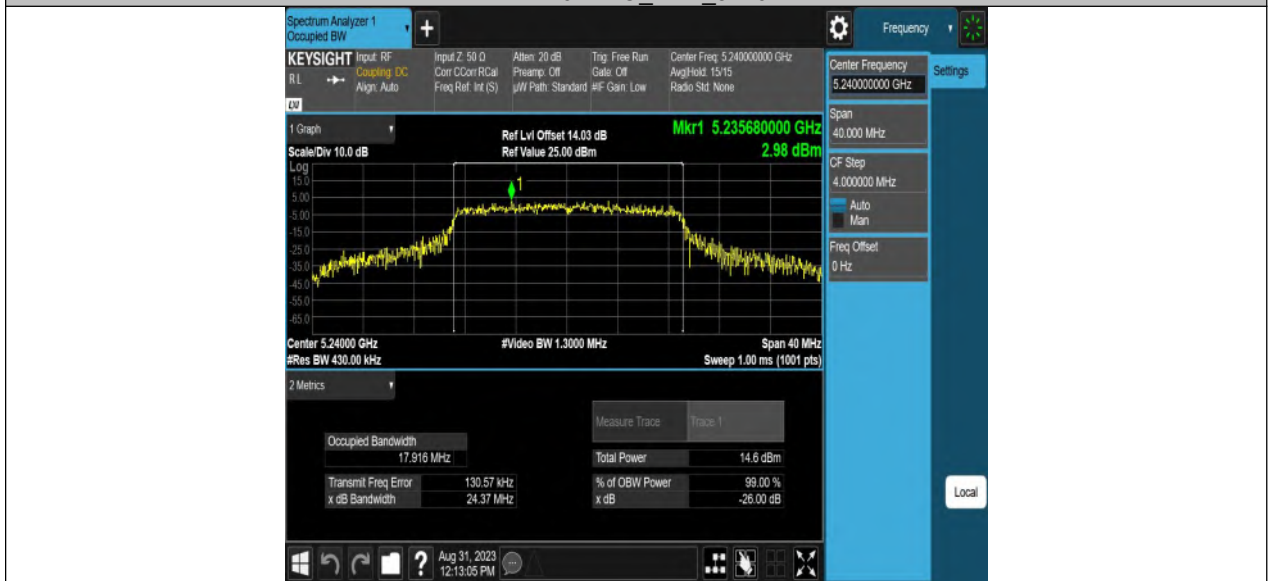 Spectrum Analyzer 1
Occupied BW
+
Frequency
KEYSIGHT
Input: RF
Coupling: DC
Align: Auto
Input Z: 50 Ω
Corr CCorr RCal
Freq Ref: Int (S)
Atten: 20 dB
Preamp: Off
µW Path: Standard
Trig: Free Run
Gate: Off
#IF Gain: Low
Center Freq: 5.240000000 GHz
Avg|Hold: 15/15
Radio Std: None
RL
LXI
Center Frequency
5.240000000 GHz
Settings
Span
40.000 MHz
CF Step
4.000000 MHz
Auto
Man
Freq Offset
0 Hz
1 Graph
Ref Lvl Offset 14.03 dB
Mkr1 5.235680000 GHz
Scale/Div 10.0 dB
Ref Value 25.00 dBm
2.98 dBm
Log
15.0
5.00
-5.00
-15.0
-25.0
-35.0
-45.0
-55.0
-65.0
1
Center 5.24000 GHz
#Video BW 1.3000 MHz
Span 40 MHz
#Res BW 430.00 kHz
Sweep 1.00 ms (1001 pts)
2 Metrics
Measure Trace
Trace 1
Occupied Bandwidth
17.916 MHz
Total Power
14.6 dBm
Transmit Freq Error
130.57 kHz
% of OBW Power
99.00 %
x dB Bandwidth
24.37 MHz
x dB
-26.00 dB
Local
?
Aug 31, 2023
12:13:05 PM